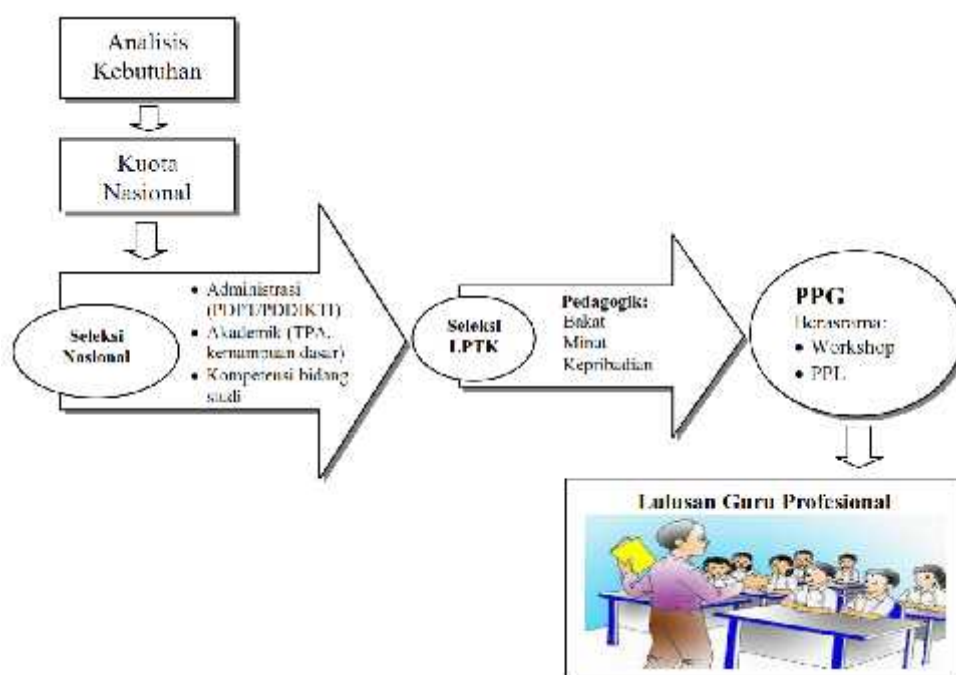 Analisis
Kebutuhan
Kuota
Nasional
Seleksi
Nasional
• Administrasi
(PDPT/PDDIKTI)
• Akademik (TPA,
kemampuan dasar)
• Kompetensi bidang
studi
Seleksi
LPTK
Pedagogik:
Bakat
Minat
Kepribadian
PPG
Berasrama:
• Workshop
• PPL
Lulusan Guru Profesional